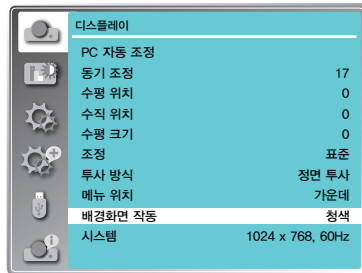 디스플레이
PC 자동 조정
동기 조정 17
수평 위치 0
수직 위치 0
수평 크기 0
조정 표준
투사 방식 정면 투사
메뉴 위치 가운데
배경화면 작동 청색
시스템 1024 x 768, 60Hz